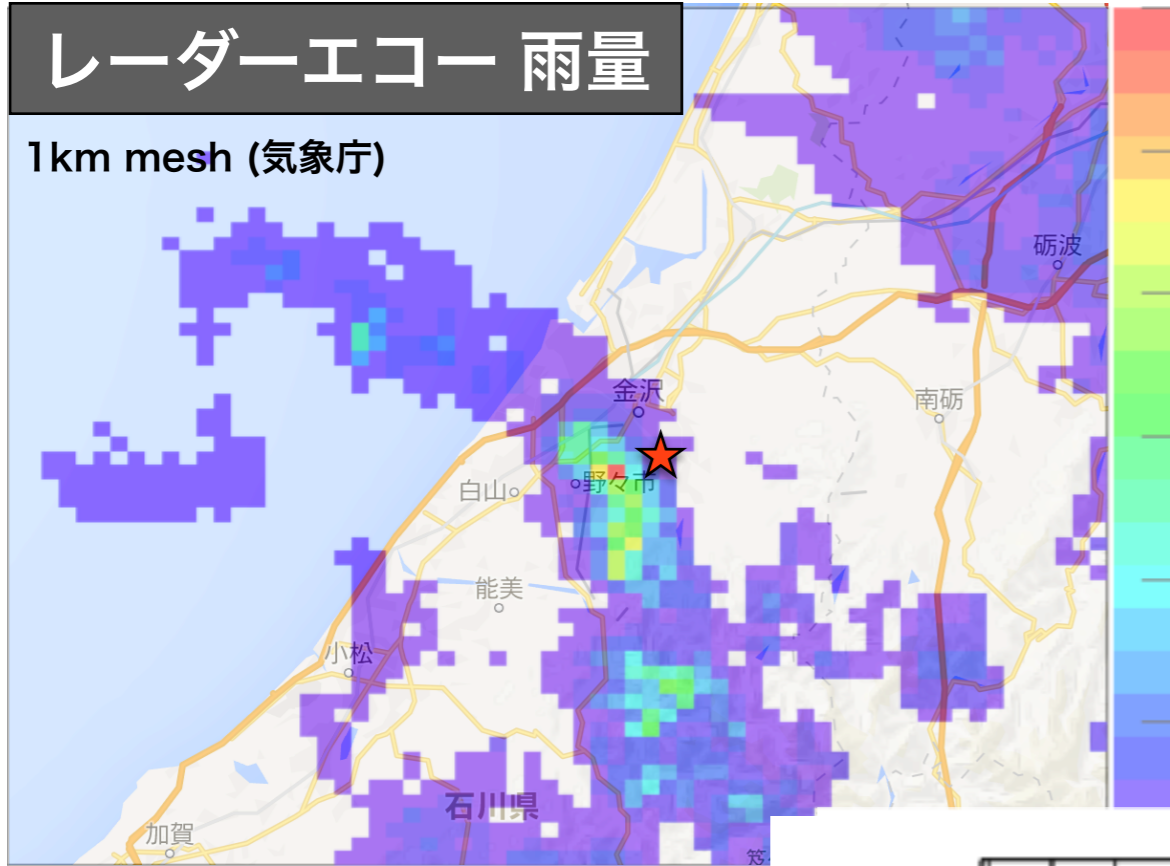 レーダーエコー 雨量
1km mesh (気象庁)
砺波
金沢
南砺
白山
野々市
能美
小松
石川県
加賀